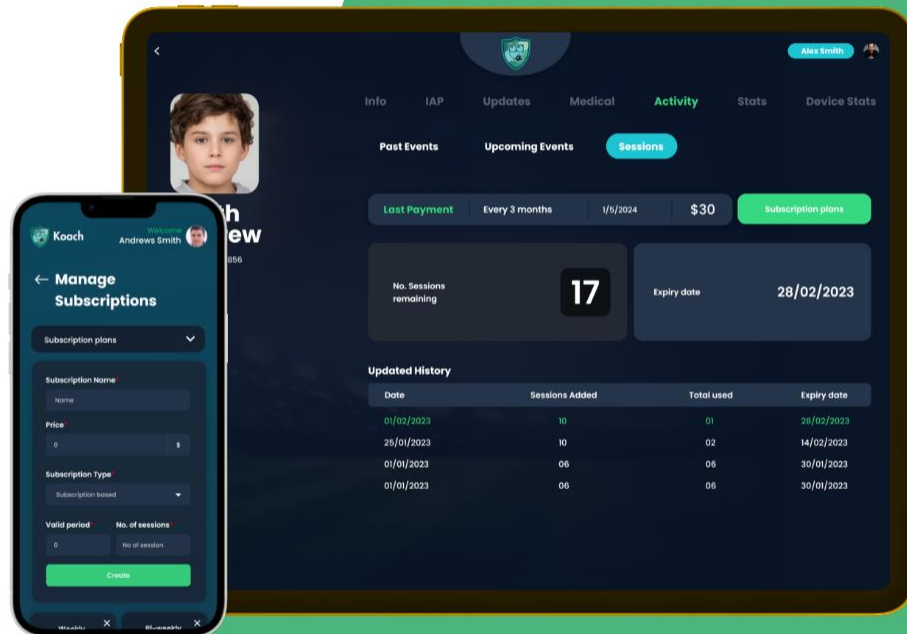 Alex Smith
Info IAP Updates Medical Activity Stats Device Stats
Past Events Upcoming Events Sessions
Last Payment Every 3 months 1/5/2024 $30 Subscription plans
No. Sessions
remaining
17
Expiry date 28/02/2023
Updated History
Date Sessions Added Total used Expiry date
01/02/2023 10 01 28/02/2023
25/01/2023 10 02 14/02/2023
01/01/2023 06 06 30/01/2023
01/01/2023 06 06 30/01/2023
856
Koach
Welcome
Andrews Smith
Manage
Subscriptions
Subscription plans
Subscription Name*
Name
Price*
0 $
Subscription Type*
Subscription based
Valid period* No. of sessions*
0 No of session
Create
Weekly Bi-weekly